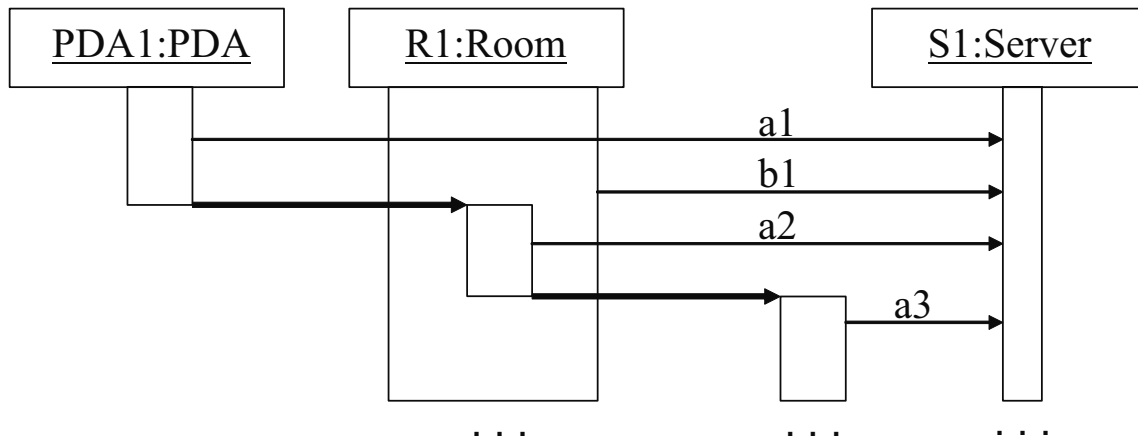 PDA1:PDA
R1:Room
S1:Server
a1
b1
a2
a3
... ... ...